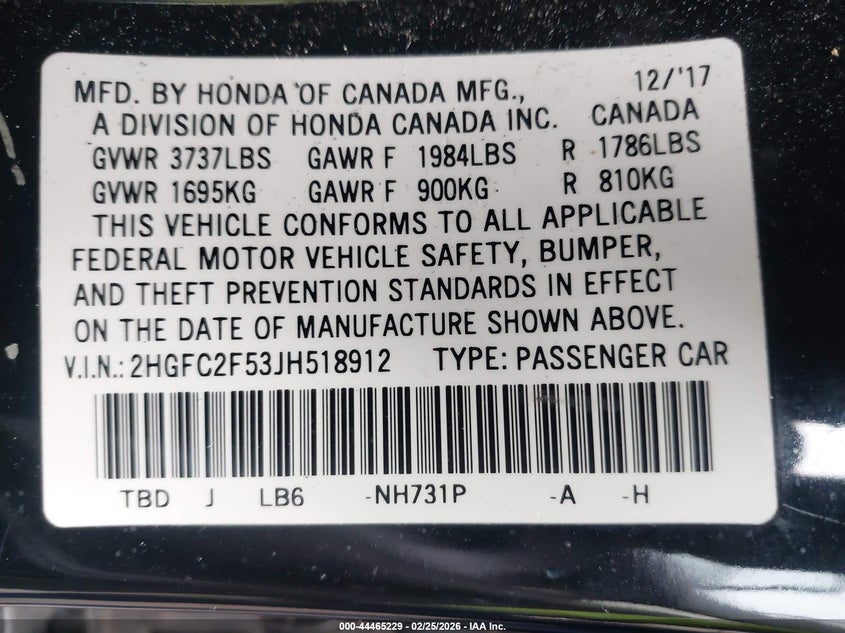 MFD. BY HONDA OF CANADA MFG., 12/'17
A DIVISION OF HONDA CANADA INC. CANADA
GVWR 3737LBS GAWR F 1984LBS R 1786LBS
GVWR 1695KG GAWR F 900KG R 810KG
THIS VEHICLE CONFORMS TO ALL APPLICABLE
FEDERAL MOTOR VEHICLE SAFETY, BUMPER,
AND THEFT PREVENTION STANDARDS IN EFFECT
ON THE DATE OF MANUFACTURE SHOWN ABOVE.
V.I.N.: 2HGFC2F53JH518912 TYPE: PASSENGER CAR
TBD J LB6 -NH731P -A -H
000-44465229 - 02/25/2026 - IAA Inc.